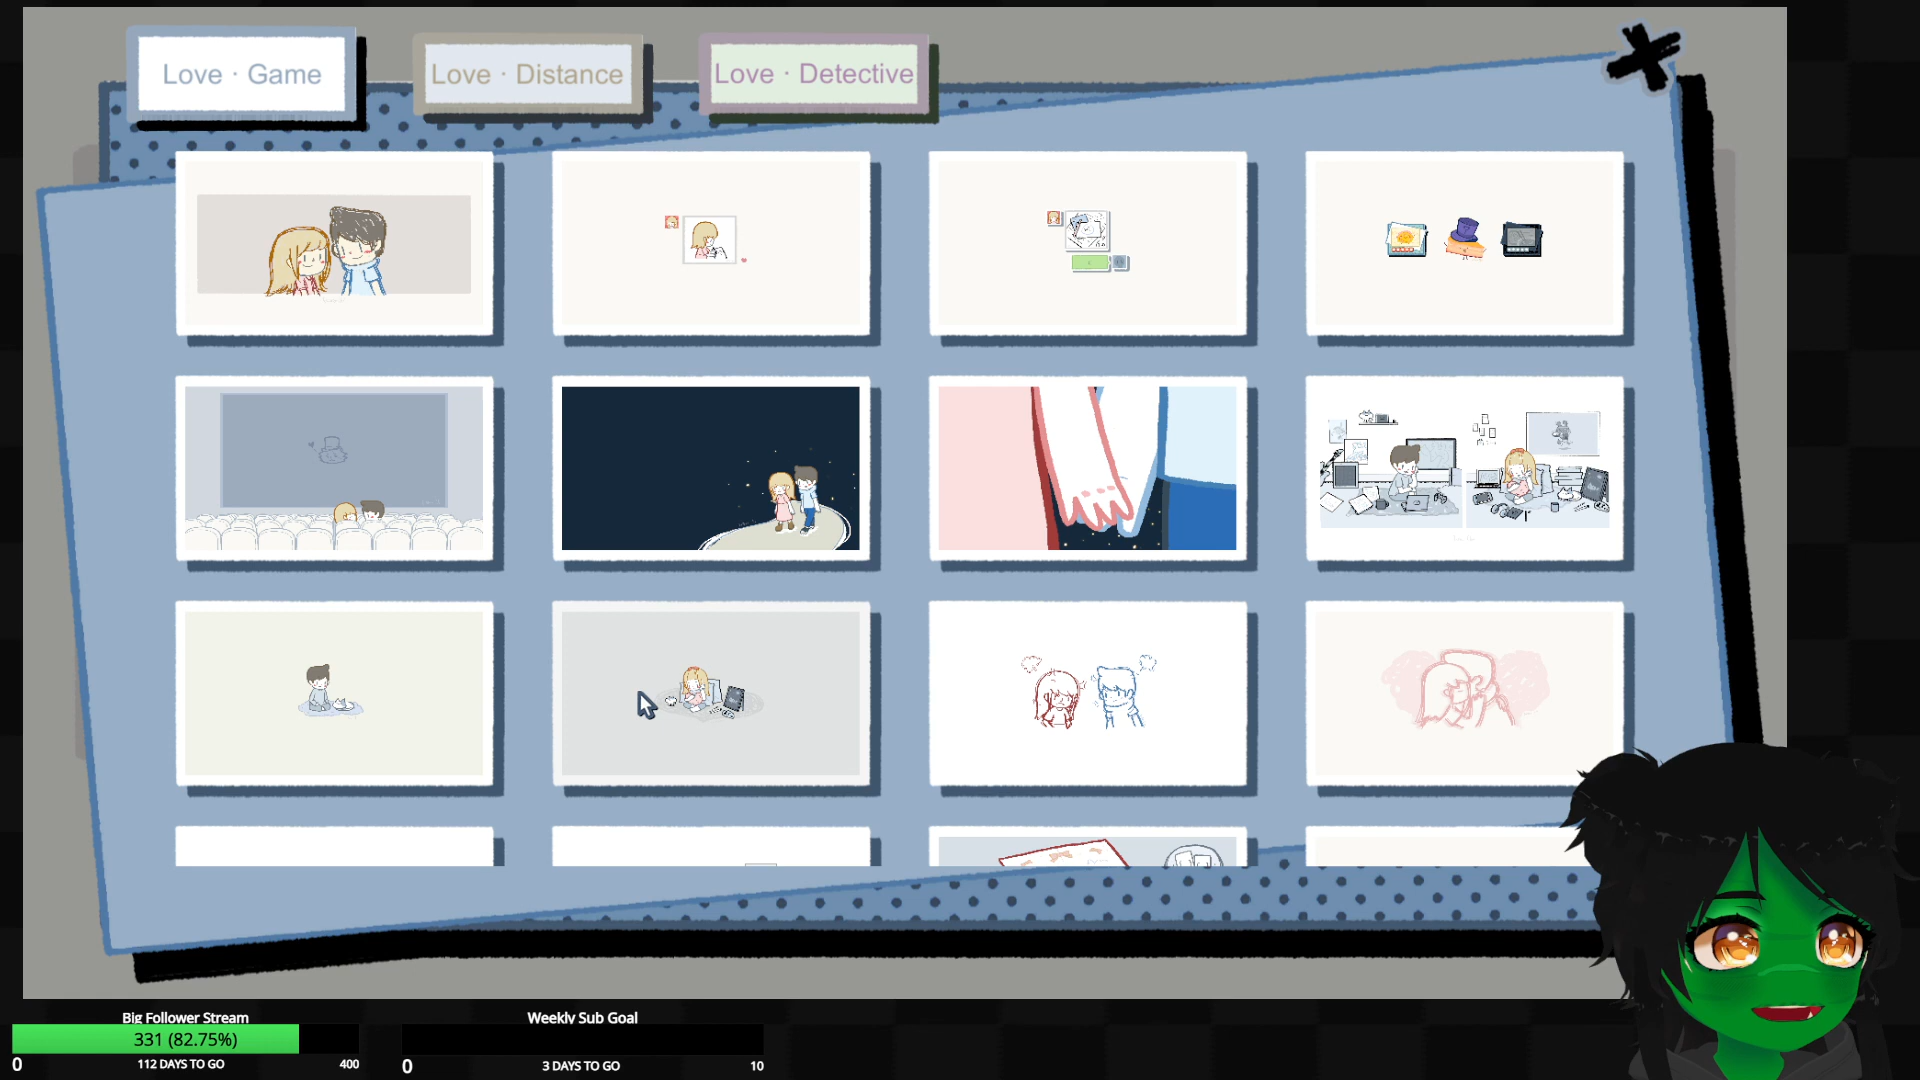 Love · Game
Love · Distance
Love · Detective
Big Follower Stream
331 (82.75%)
0
112 DAYS TO GO
400
Weekly Sub Goal
0
3 DAYS TO GO
10